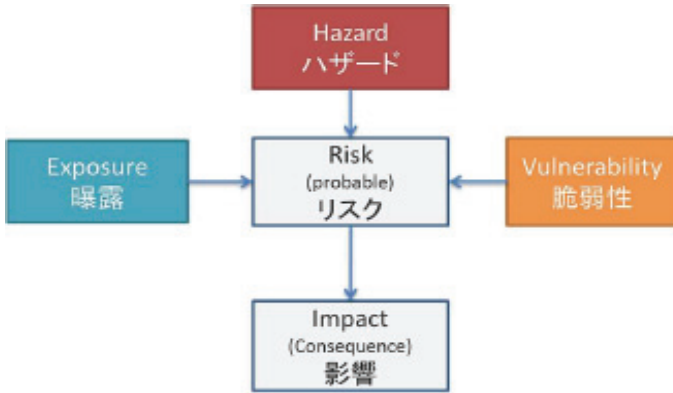 Hazard
ハザード
Exposure
曝露
Risk
(probable)
リスク
Vulnerability
脆弱性
Impact
(Consequence)
影響